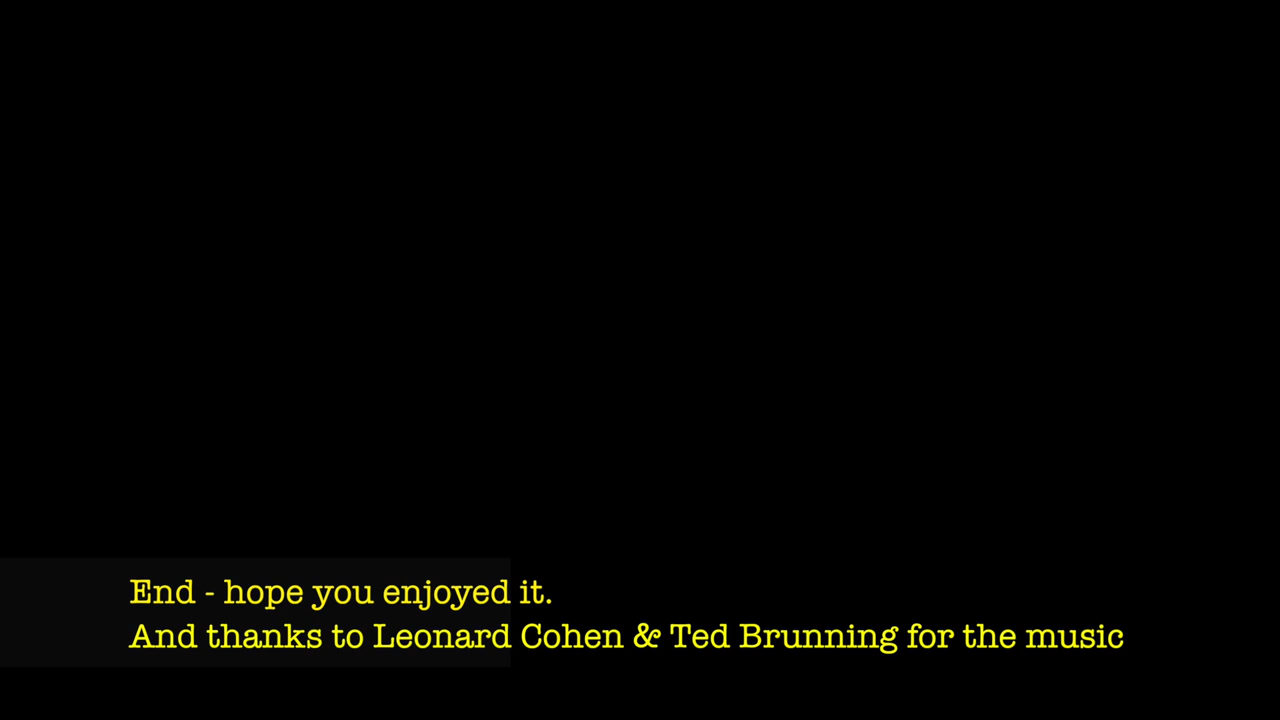 End - hope you enjoyed it.
And thanks to Leonard Cohen & Ted Brunning for the music